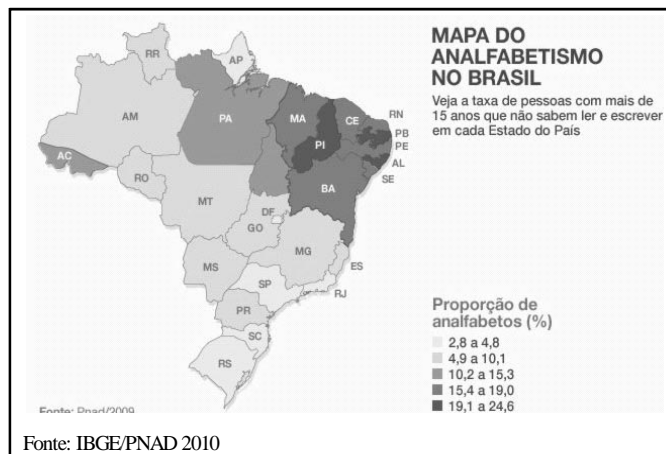 MAPA DO
ANALFABETISMO
NO BRASIL
Veja a taxa de pessoas com mais de
15 anos que não sabem ler e escrever
em cada Estado do País
RR
AP
AM
PA
MA
CE
RN
PB
PE
AL
SE
PI
AC
RO
BA
MT
DF
GO
MG
ES
MS
SP
RJ
PR
SC
RS
Proporção de
analfabetos (%)
2,8 a 4,8
4,9 a 10,1
10,2 a 15,3
15,4 a 19,0
19,1 a 24,6
Fonte: Pnad/2009
Fonte: IBGE/PNAD 2010